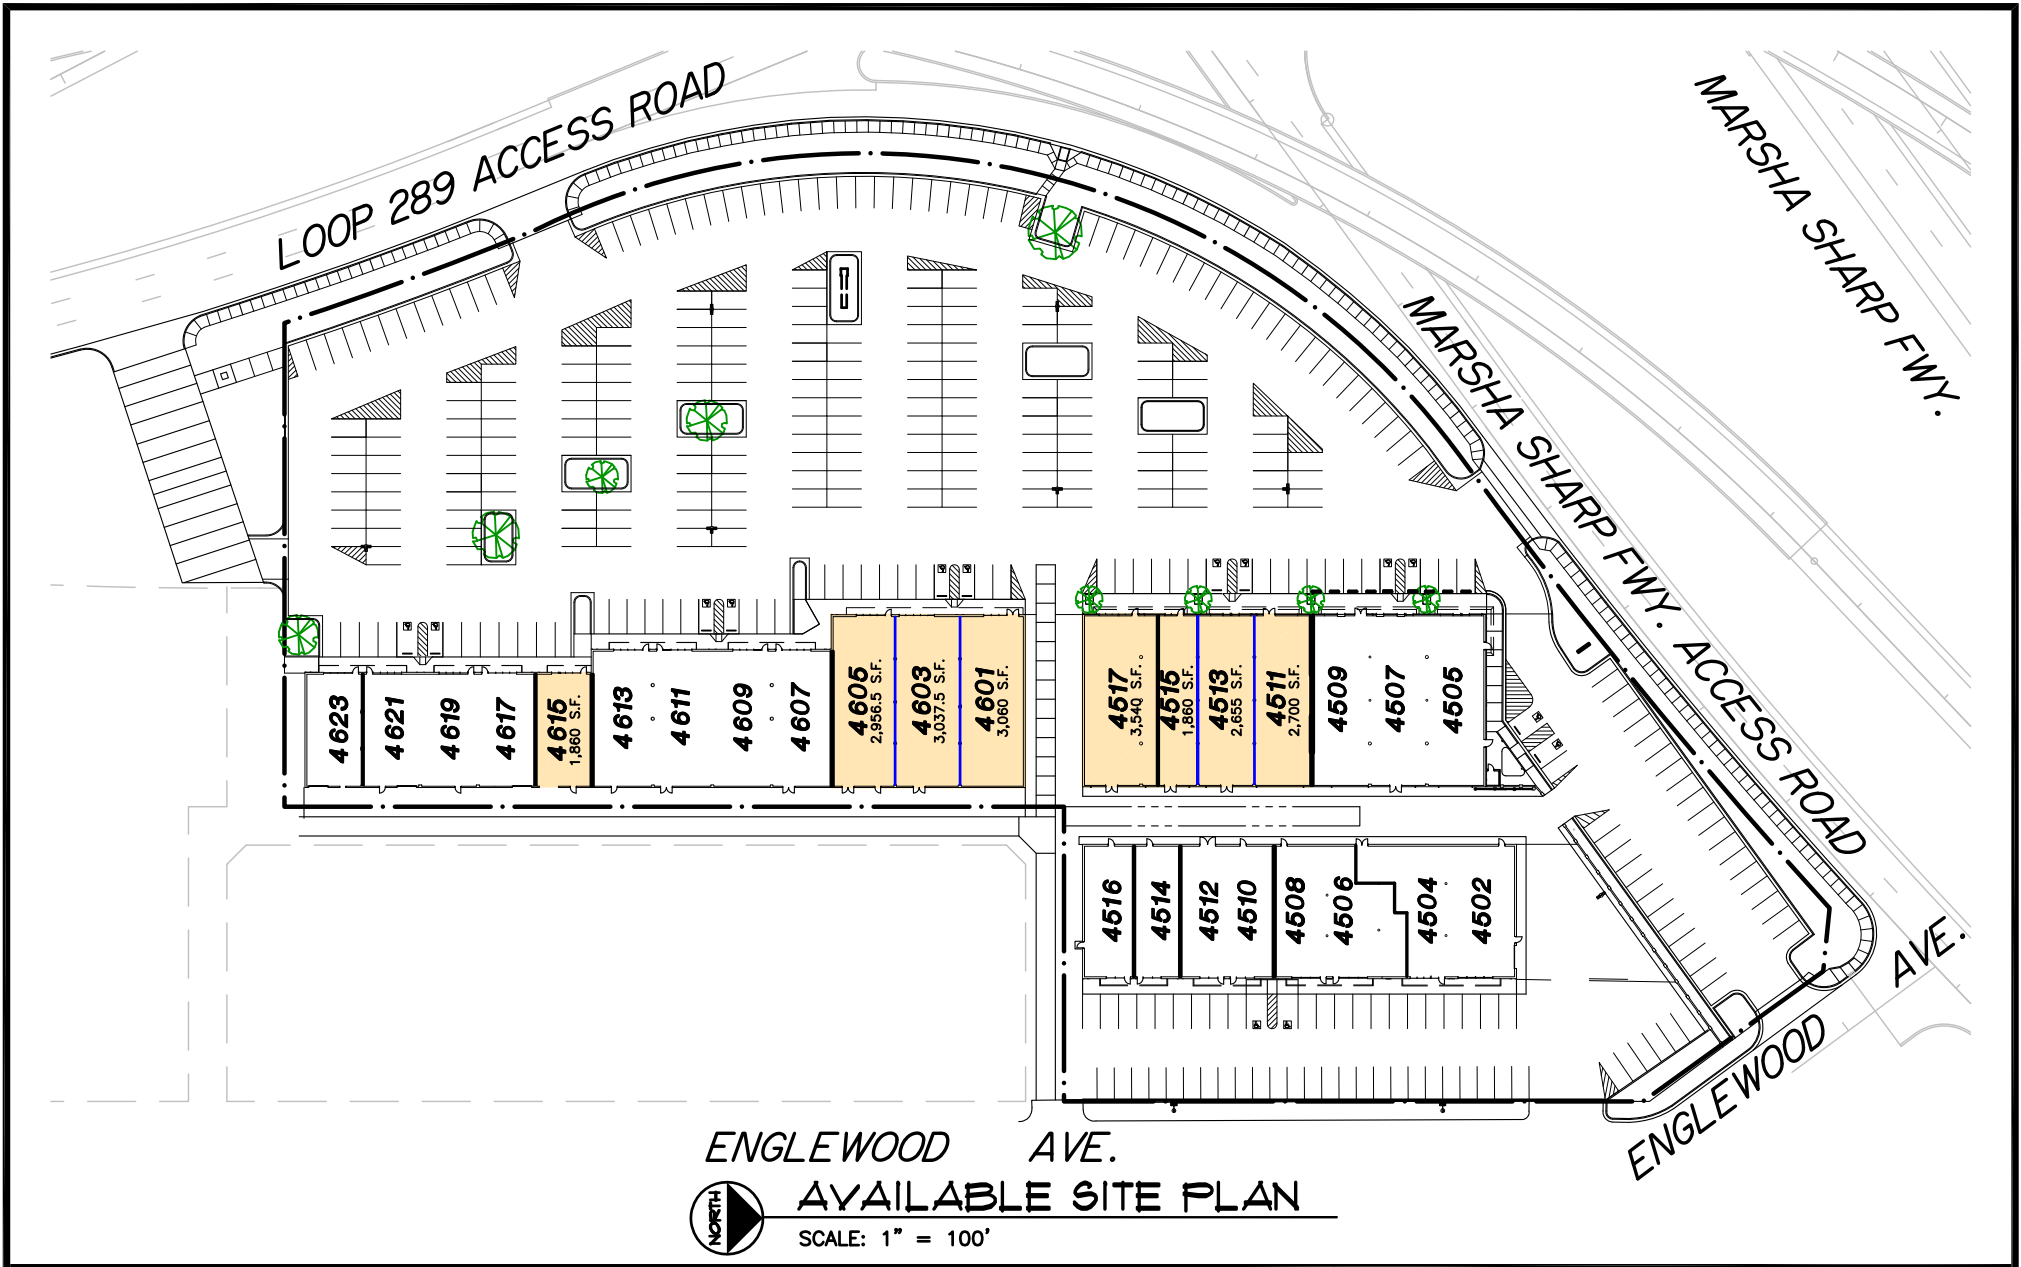 LOOP 289 ACCESS ROAD
MARSHA SHARP FWY.
MARSHA SHARP FWY. ACCESS ROAD
4623
4621
4619
4617
4615
1,860 S.F.
4613
4611
4609
4607
4605
2,956.5 S.F.
4603
3,037.5 S.F.
4601
3,060 S.F.
4517
3,540 S.F.
4515
1,860 S.F.
4513
2,655 S.F.
4511
2,700 S.F.
4509
4507
4505
4516
4514
4512
4510
4508
4506
4504
4502
ENGLEWOOD AVE.
ENGLEWOOD AVE.
NORTH
AVAILABLE SITE PLAN
SCALE: 1" = 100'